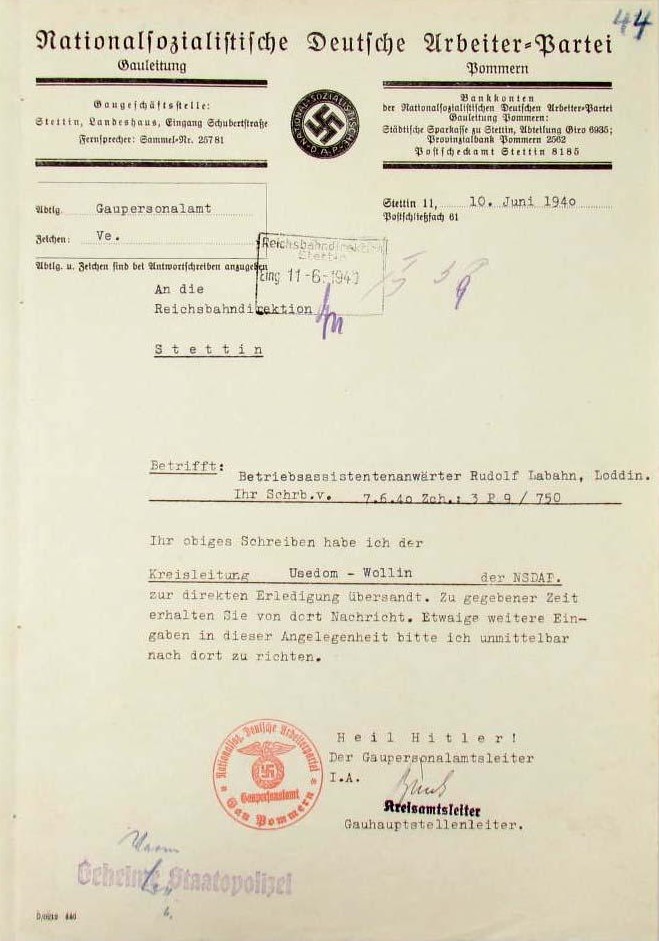 44
Nationalsozialistische Deutsche Arbeiter-Partei
Gauleitung
Pommern
Gaugeschäftsstelle:
Stettin, Landeshaus, Eingang Schubertstraße
Fernsprecher: Sammel-Nr. 25781
NATIONAL-SOZIALISTISCHE
D.A.P.
Bankkonten
der Nationalsozialistischen Deutschen Arbeiter-Partei
Gauleitung Pommern:
Städtische Sparkasse zu Stettin, Abteilung Giro 6935;
Provinzialbank Pommern 2562
Postscheckamt Stettin 8185
Abtlg. Gaupersonalamt
Zeichen: Ve.
Abtlg. u. Zeichen sind bei Antwortschreiben anzugeben
Stettin 11, 10. Juni 1940
Postschließfach 61
Reichsbahndirektion
Stettin
Eing 11-6-1940
An die
Reichsbahndirektion
Stettin
Betrifft:
Betriebsassistentenanwärter Rudolf Labahn, Loddin.
Ihr Schrb.v. 7.6.40 Zch.: 3 P 9 / 750
Ihr obiges Schreiben habe ich der
Kreisleitung Usedom - Wollin der NSDAP.
zur direkten Erledigung übersandt. Zu gegebener Zeit
erhalten Sie von dort Nachricht. Etwaige weitere Ein-
gaben in dieser Angelegenheit bitte ich unmittelbar
nach dort zu richten.
Nationalsoz. Deutsche Arbeiterpartei
Gaupersonalamt
Gau Pommern
Heil Hitler!
Der Gaupersonalamtsleiter
I.A.
Kreisamtsleiter
Gauhauptstellenleiter.
Geheime Staatspolizei